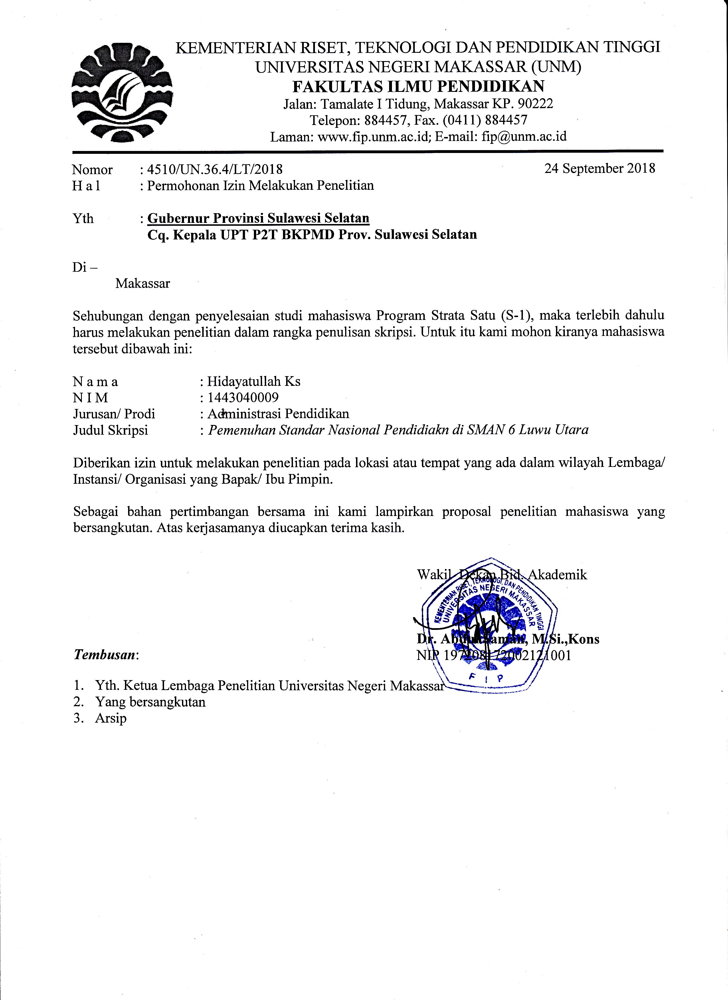 KEMENTERIAN RISET, TEKNOLOGI DAN PENDIDIKAN TINGGI
UNIVERSITAS NEGERI MAKASSAR (UNM)
FAKULTAS ILMU PENDIDIKAN
Jalan: Tamalate I Tidung, Makassar KP. 90222
Telepon: 884457, Fax. (0411) 884457
Laman: www.fip.unm.ac.id; E-mail: fip@unm.ac.id
Nomor : 4510/UN.36.4/LT/2018 24 September 2018
H a l : Permohonan Izin Melakukan Penelitian
Yth : Gubernur Provinsi Sulawesi Selatan
Cq. Kepala UPT P2T BKPMD Prov. Sulawesi Selatan
Di –
Makassar
Sehubungan dengan penyelesaian studi mahasiswa Program Strata Satu (S-1), maka terlebih dahulu
harus melakukan penelitian dalam rangka penulisan skripsi. Untuk itu kami mohon kiranya mahasiswa
tersebut dibawah ini:
N a m a : Hidayatullah Ks
N I M : 1443040009
Jurusan/ Prodi : Administrasi Pendidikan
Judul Skripsi : Pemenuhan Standar Nasional Pendidiakn di SMAN 6 Luwu Utara
Diberikan izin untuk melakukan penelitian pada lokasi atau tempat yang ada dalam wilayah Lembaga/
Instansi/ Organisasi yang Bapak/ Ibu Pimpin.
Sebagai bahan pertimbangan bersama ini kami lampirkan proposal penelitian mahasiswa yang
bersangkutan. Atas kerjasamanya diucapkan terima kasih.
Wakil Dekan Bid. Akademik
KEMENTERIAN RISET, TEKNOLOGI, DAN PENDIDIKAN TINGGI
UNIVERSITAS NEGERI MAKASSAR
Dr. Abdul Saman, M.Si.,Kons
NIP 197208172002121001
F I P
Tembusan:
1. Yth. Ketua Lembaga Penelitian Universitas Negeri Makassar
2. Yang bersangkutan
3. Arsip